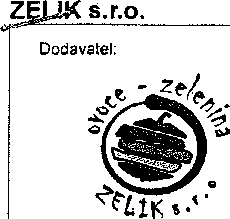 ZELIK s.r.o.
Dodavatel:
ovoce - zelenina
ZELIK s.r.o